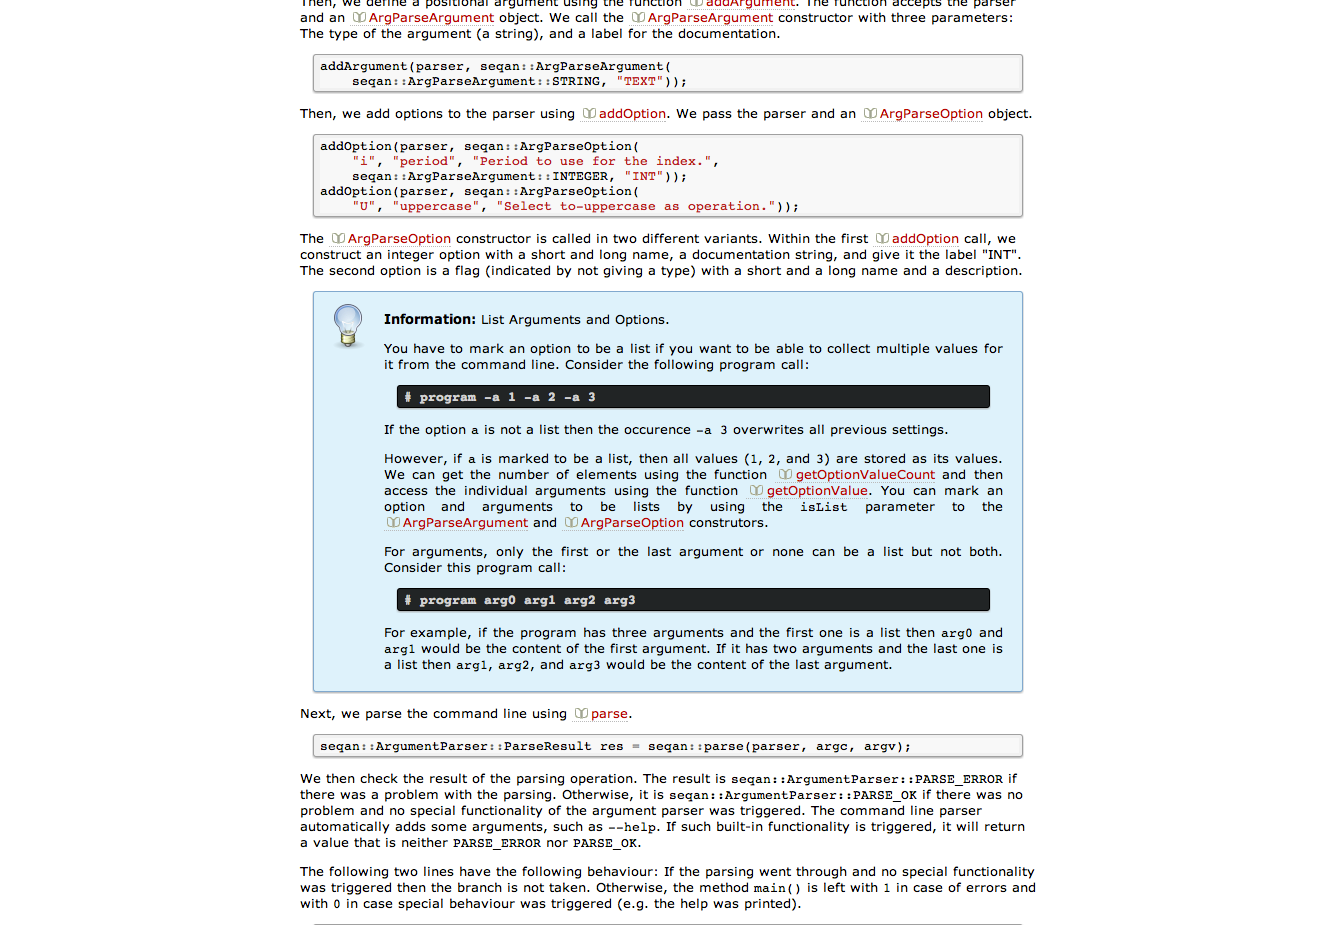 Then, we define a positional argument using the function addArgument. The function accepts the parser
and an ArgParseArgument object. We call the ArgParseArgument constructor with three parameters:
The type of the argument (a string), and a label for the documentation.
addArgument(parser, seqan::ArgParseArgument(
seqan::ArgParseArgument::STRING, "TEXT"));
Then, we add options to the parser using addOption. We pass the parser and an ArgParseOption object.
addOption(parser, seqan::ArgParseOption(
"i", "period", "Period to use for the index.",
seqan::ArgParseArgument::INTEGER, "INT"));
addOption(parser, seqan::ArgParseOption(
"U", "uppercase", "Select to-uppercase as operation."));
The ArgParseOption constructor is called in two different variants. Within the first addOption call, we
construct an integer option with a short and long name, a documentation string, and give it the label "INT".
The second option is a flag (indicated by not giving a type) with a short and a long name and a description.
Information: List Arguments and Options.
You have to mark an option to be a list if you want to be able to collect multiple values for
it from the command line. Consider the following program call:
# program -a 1 -a 2 -a 3
If the option a is not a list then the occurence -a 3 overwrites all previous settings.
However, if a is marked to be a list, then all values (1, 2, and 3) are stored as its values.
We can get the number of elements using the function getOptionValueCount and then
access the individual arguments using the function getOptionValue. You can mark an
option and arguments to be lists by using the isList parameter to the
ArgParseArgument and ArgParseOption construtors.
For arguments, only the first or the last argument or none can be a list but not both.
Consider this program call:
# program arg0 arg1 arg2 arg3
For example, if the program has three arguments and the first one is a list then arg0 and
arg1 would be the content of the first argument. If it has two arguments and the last one is
a list then arg1, arg2, and arg3 would be the content of the last argument.
Next, we parse the command line using parse.
seqan::ArgumentParser::ParseResult res = seqan::parse(parser, argc, argv);
We then check the result of the parsing operation. The result is seqan::ArgumentParser::PARSE_ERROR if
there was a problem with the parsing. Otherwise, it is seqan::ArgumentParser::PARSE_OK if there was no
problem and no special functionality of the argument parser was triggered. The command line parser
automatically adds some arguments, such as --help. If such built-in functionality is triggered, it will return
a value that is neither PARSE_ERROR nor PARSE_OK.
The following two lines have the following behaviour: If the parsing went through and no special functionality
was triggered then the branch is not taken. Otherwise, the method main() is left with 1 in case of errors and
with 0 in case special behaviour was triggered (e.g. the help was printed).